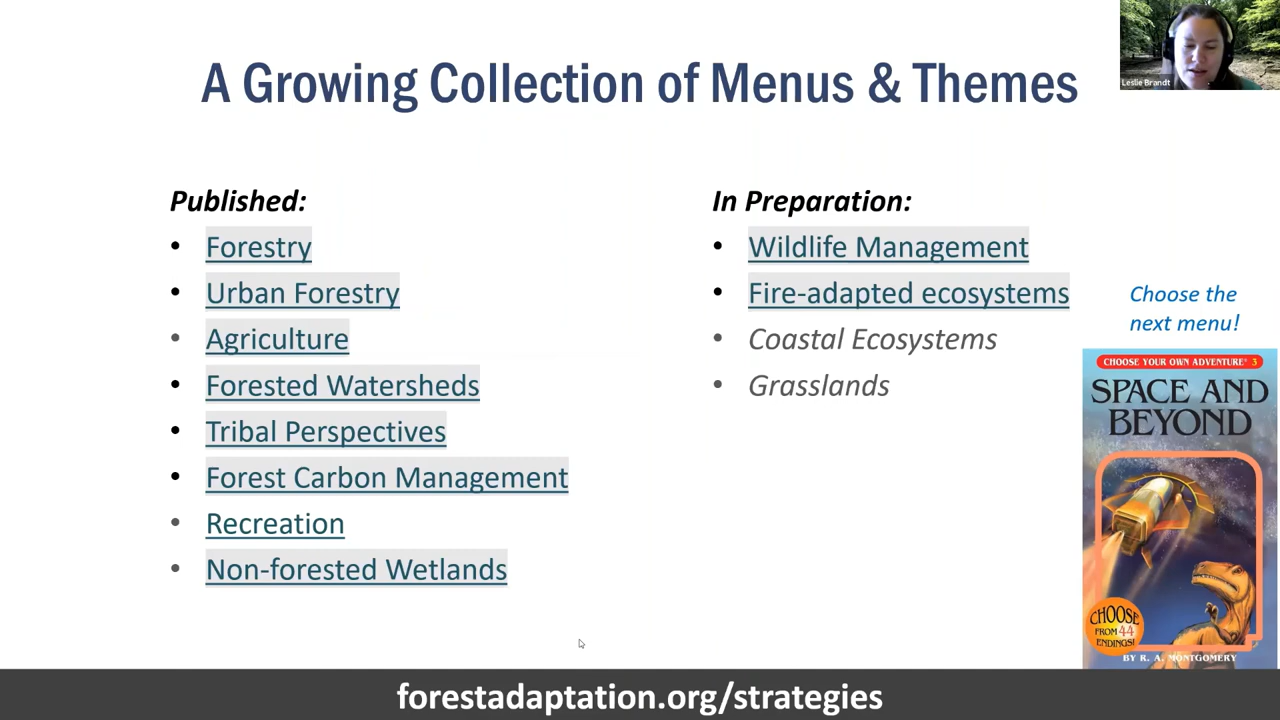 A Growing Collection of Menus & Themes
Leslie Brandt
Published:
• Forestry
• Urban Forestry
• Agriculture
• Forested Watersheds
• Tribal Perspectives
• Forest Carbon Management
• Recreation
• Non-forested Wetlands
In Preparation:
• Wildlife Management
• Fire-adapted ecosystems
• Coastal Ecosystems
• Grasslands
Choose the
next menu!
CHOOSE YOUR OWN ADVENTURE® 3
SPACE AND
BEYOND
CHOOSE
FROM 44
ENDINGS!
BY R. A. MONTGOMERY
forestadaptation.org/strategies